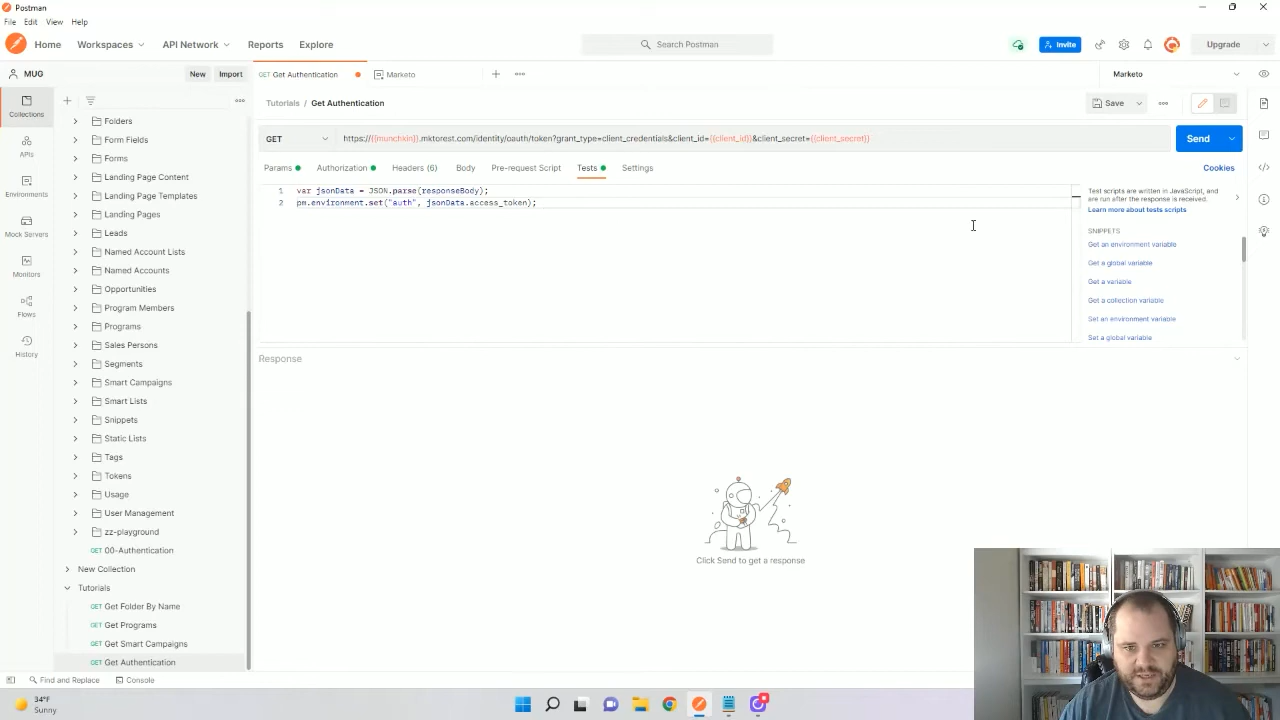 Postman
File Edit View Help
Home Workspaces API Network Reports Explore Search Postman Invite Upgrade
MUG New Import GET Get Authentication Marketo Marketo
Tutorials / Get Authentication Save
GET https://{{munchkin}}.mktorest.com/identity/oauth/token?grant_type=client_credentials&client_id={{client_id}}&client_secret={{client_secret}} Send
Params Authorization Headers (6) Body Pre-request Script Tests Settings Cookies
1 var jsonData = JSON.parse(responseBody);
2 pm.environment.set("auth", jsonData.access_token);
Test scripts are written in JavaScript, and
are run after the response is received.
Learn more about tests scripts
SNIPPETS
Get an environment variable
Get a global variable
Get a variable
Get a collection variable
Set an environment variable
Set a global variable
Response
Click Send to get a response
Collections
APIs
Environments
Mock Servers
Monitors
Flows
History
Folders
Form Fields
Forms
Landing Page Content
Landing Page Templates
Landing Pages
Leads
Named Account Lists
Named Accounts
Opportunities
Program Members
Programs
Sales Persons
Segments
Smart Campaigns
Smart Lists
Snippets
Static Lists
Tags
Tokens
Usage
User Management
zz-playground
GET 00-Authentication
New Collection
Tutorials
GET Get Folder By Name
GET Get Programs
GET Get Smart Campaigns
GET Get Authentication
Find and Replace Console
34°F
Sunny